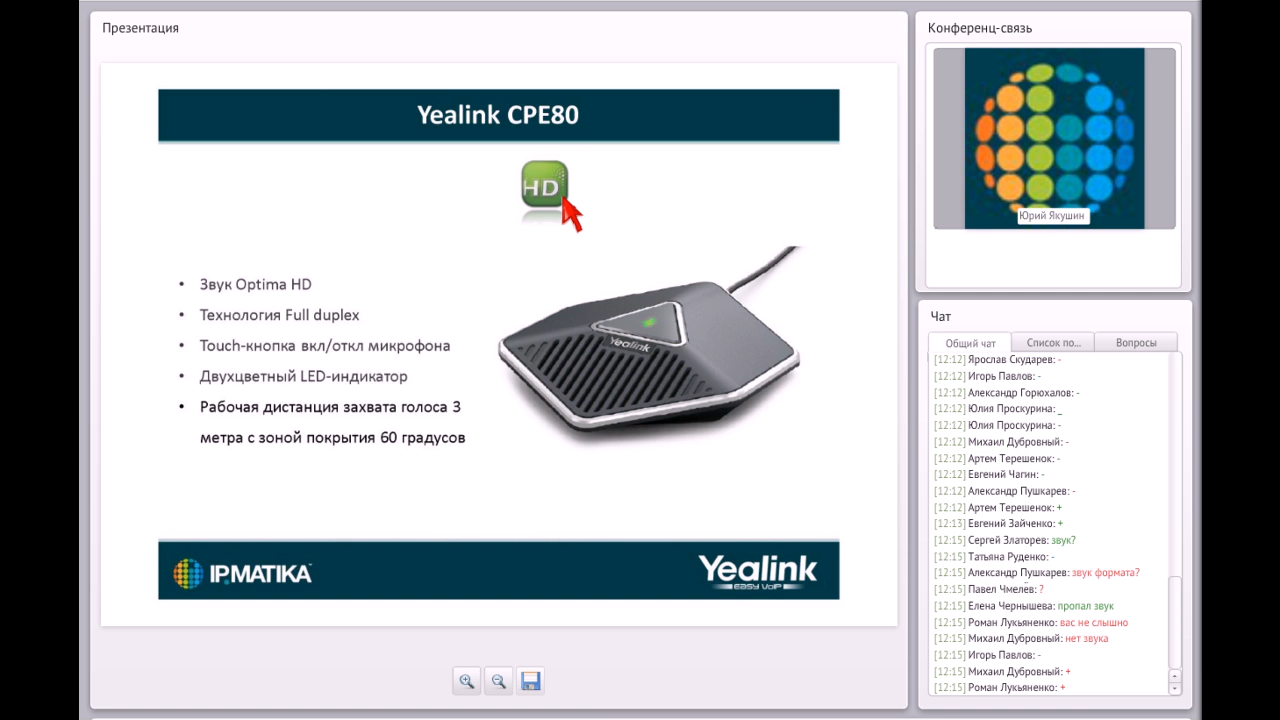 Презентация
Yealink CPE80
HD
• Звук Optima HD
• Технология Full duplex
• Touch-кнопка вкл/откл микрофона
• Двухцветный LED-индикатор
• Рабочая дистанция захвата голоса 3
метра с зоной покрытия 60 градусов
Yealink
IPMATIKA™
Yealink
EASY VoIP
Конференц-связь
Юрий Якушин
Чат
Общий чат
Список по...
Вопросы
[12:12] Ярослав Скударев: -
[12:12] Игорь Павлов: -
[12:12] Александр Горюхалов: -
[12:12] Юлия Проскурина: _
[12:12] Юлия Проскурина: -
[12:12] Михаил Дубровный: -
[12:12] Артем Терешенок: -
[12:12] Евгений Чагин: -
[12:12] Александр Пушкарев: -
[12:12] Артем Терешенок: +
[12:13] Евгений Зайченко: +
[12:15] Сергей Златорев: звук?
[12:15] Татьяна Руденко: -
[12:15] Александр Пушкарев: звук формата?
[12:15] Павел Чмелёв: ?
[12:15] Елена Чернышева: пропал звук
[12:15] Роман Лукьяненко: вас не слышно
[12:15] Михаил Дубровный: нет звука
[12:15] Игорь Павлов: -
[12:15] Михаил Дубровный: +
[12:15] Роман Лукьяненко: +